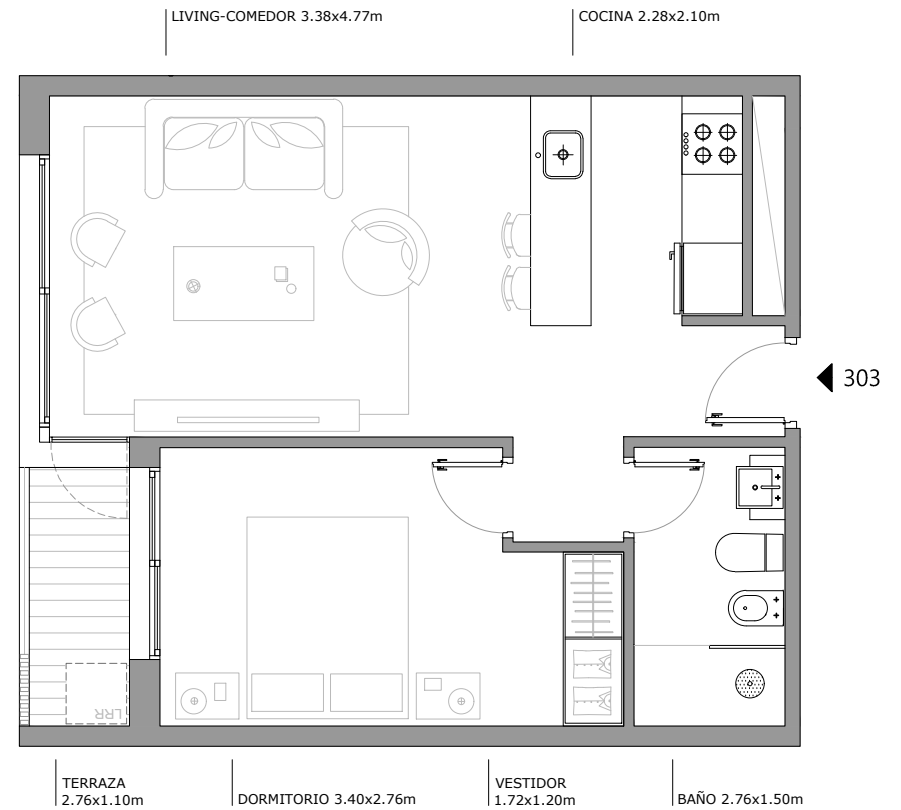 LIVING-COMEDOR 3.38x4.77m
COCINA 2.28x2.10m
303
LRR
TERRAZA
2.76x1.10m
DORMITORIO 3.40x2.76m
VESTIDOR
1.72x1.20m
BAÑO 2.76x1.50m